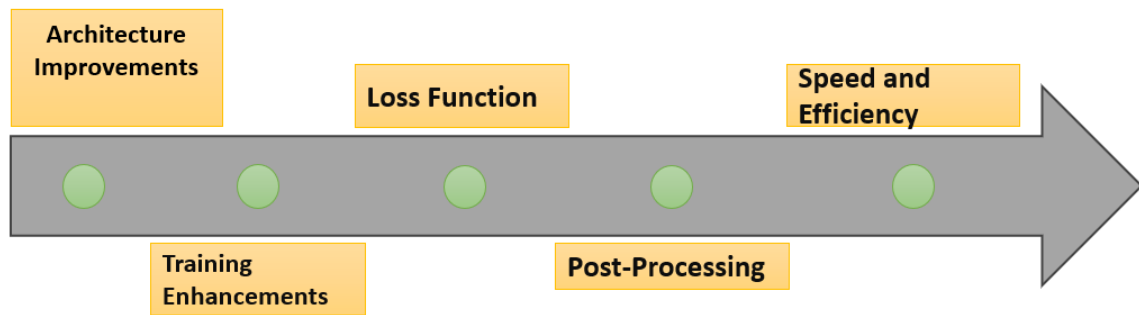 Architecture
Improvements
Training
Enhancements
Loss Function
Post-Processing
Speed and
Efficiency